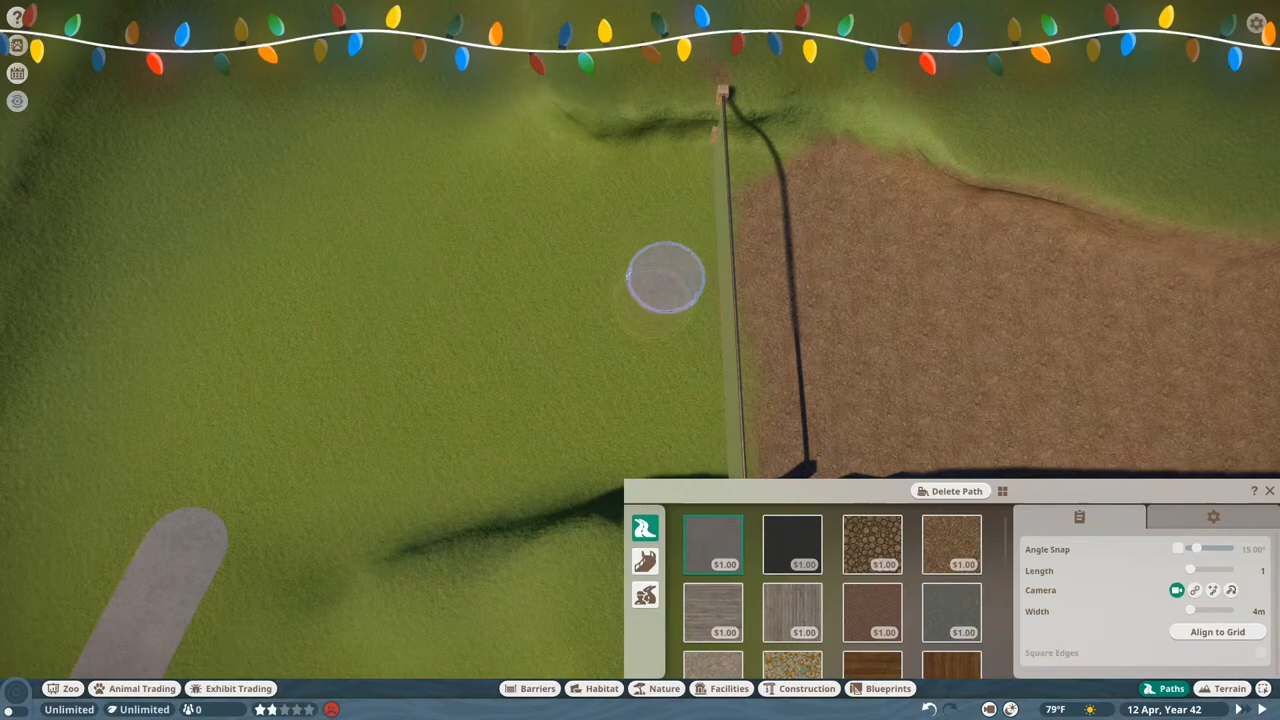 ?
Delete Path
?
$1.00 $1.00 $1.00 $1.00
Angle Snap 15.00°
Length 1
Camera
$1.00 $1.00 $1.00 $1.00
Width 4m
Align to Grid
Square Edges
Zoo Animal Trading Exhibit Trading Barriers Habitat Nature Facilities Construction Blueprints Paths Terrain
Unlimited Unlimited 0 79°F 12 Apr, Year 42